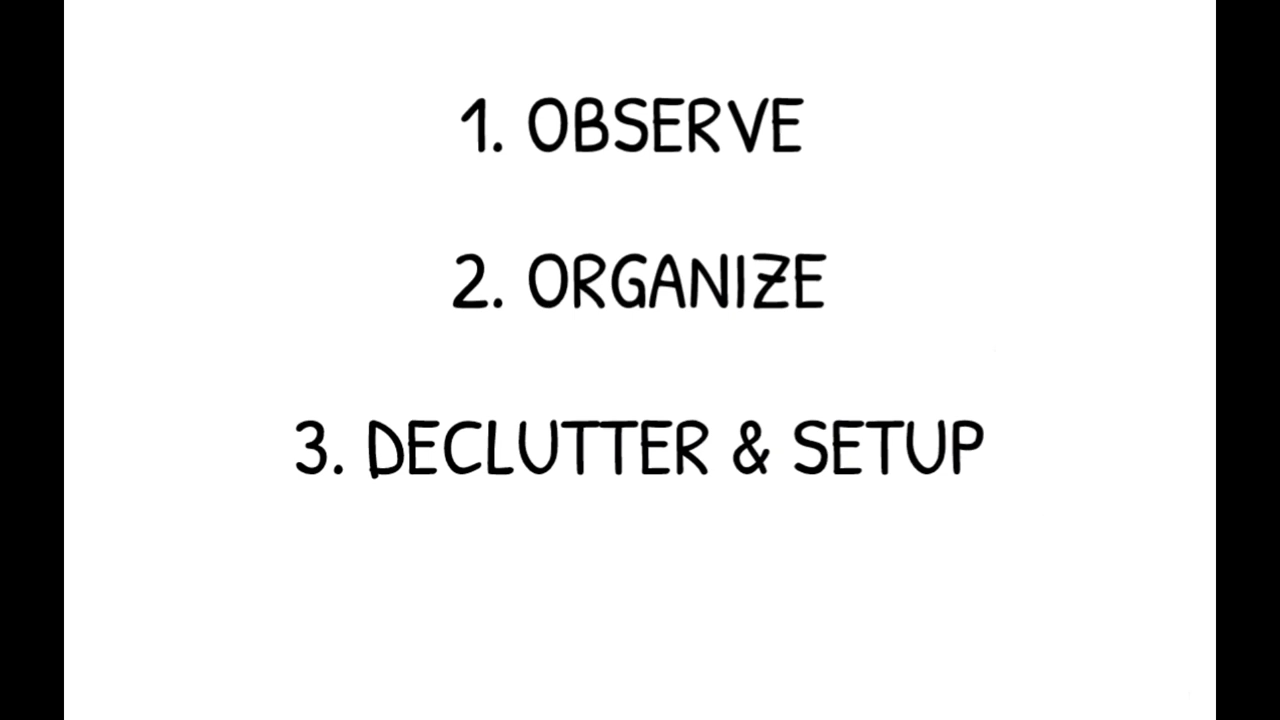 1. OBSERVE
2. ORGANIZE
3. DECLUTTER & SETUP